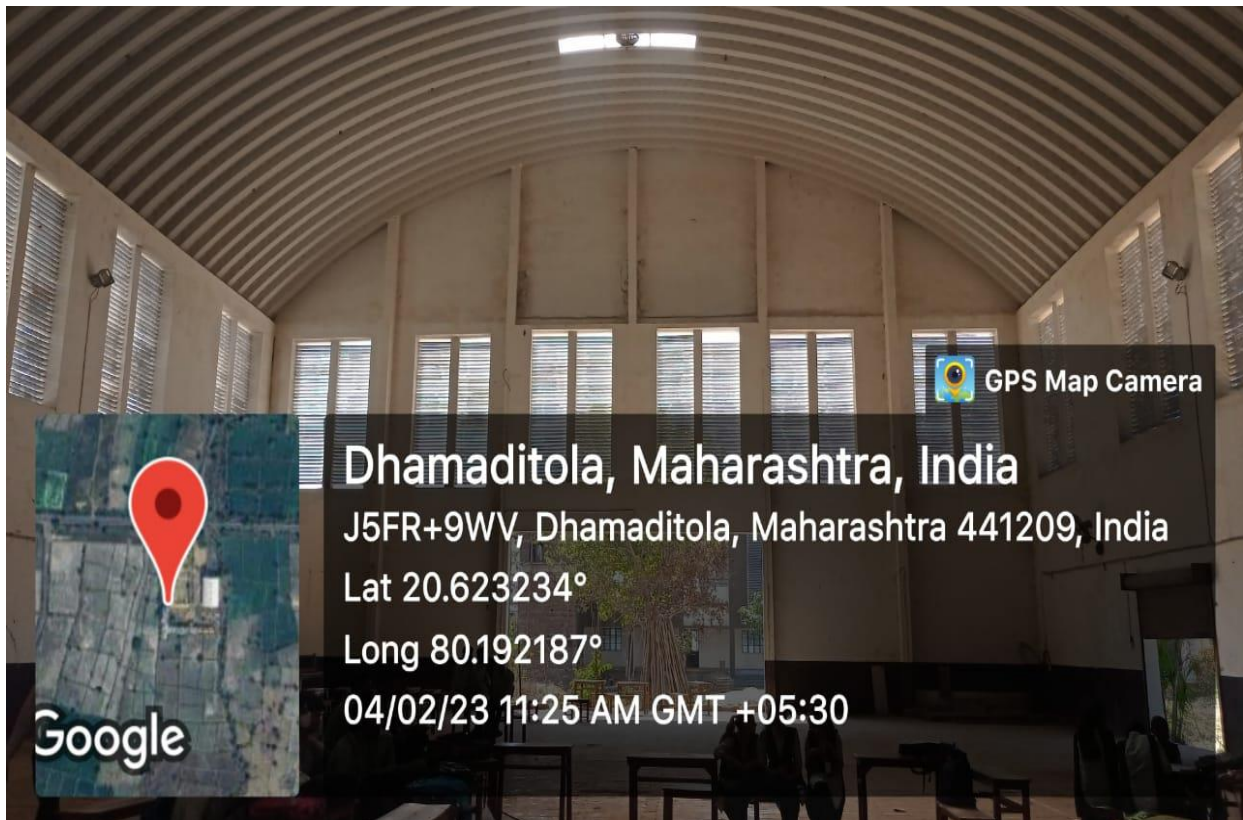 GPS Map Camera
Dhamaditola, Maharashtra, India
J5FR+9WV, Dhamaditola, Maharashtra 441209, India
Lat 20.623234°
Long 80.192187°
04/02/23 11:25 AM GMT +05:30
Google